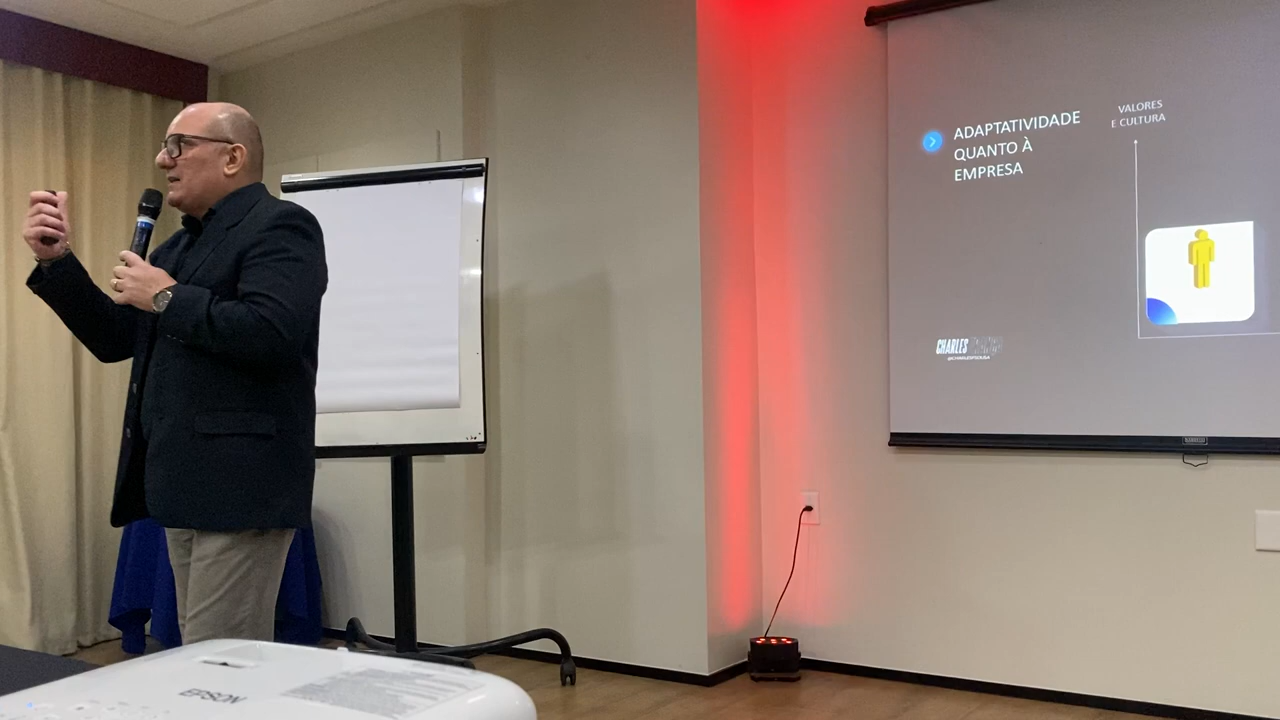 ADAPTATIVIDADE
QUANTO À
EMPRESA
VALORES
E CULTURA
CHARLES
EPSON